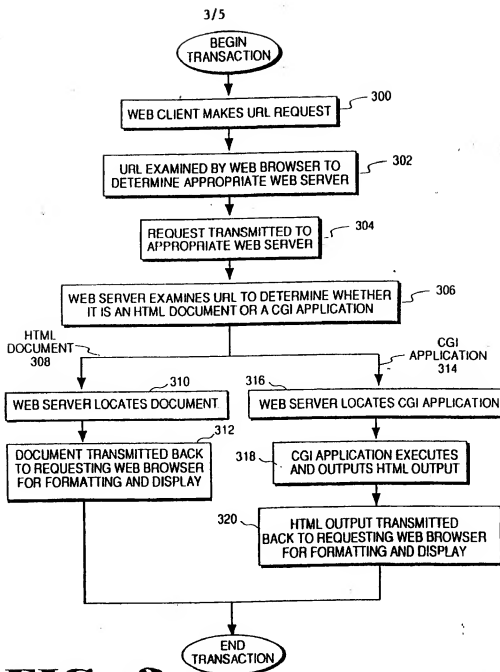 3/5
BEGIN
TRANSACTION
WEB CLIENT MAKES URL REQUEST
300
URL EXAMINED BY WEB BROWSER TO
DETERMINE APPROPRIATE WEB SERVER
302
REQUEST TRANSMITTED TO
APPROPRIATE WEB SERVER
304
WEB SERVER EXAMINES URL TO DETERMINE WHETHER
IT IS AN HTML DOCUMENT OR A CGI APPLICATION
306
HTML
DOCUMENT
308
CGI
APPLICATION
314
310
WEB SERVER LOCATES DOCUMENT
312
DOCUMENT TRANSMITTED BACK
TO REQUESTING WEB BROWSER
FOR FORMATTING AND DISPLAY
316
WEB SERVER LOCATES CGI APPLICATION
318
CGI APPLICATION EXECUTES
AND OUTPUTS HTML OUTPUT
320
HTML OUTPUT TRANSMITTED
BACK TO REQUESTING WEB BROWSER
FOR FORMATTING AND DISPLAY
END
TRANSACTION